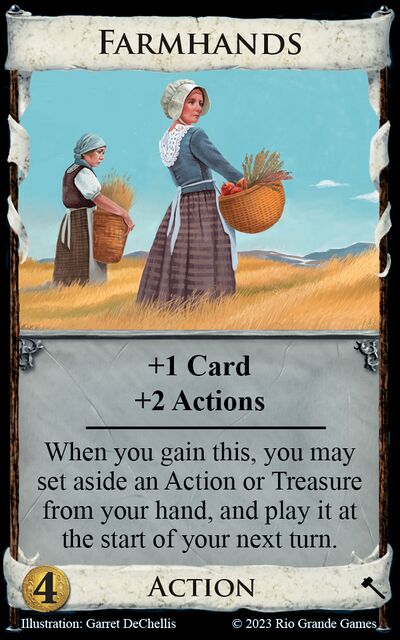 FARMHANDS
+1 Card
+2 Actions
When you gain this, you may
set aside an Action or Treasure
from your hand, and play it at
the start of your next turn.
4
ACTION
Illustration: Garret DeChellis
© 2023 Rio Grande Games